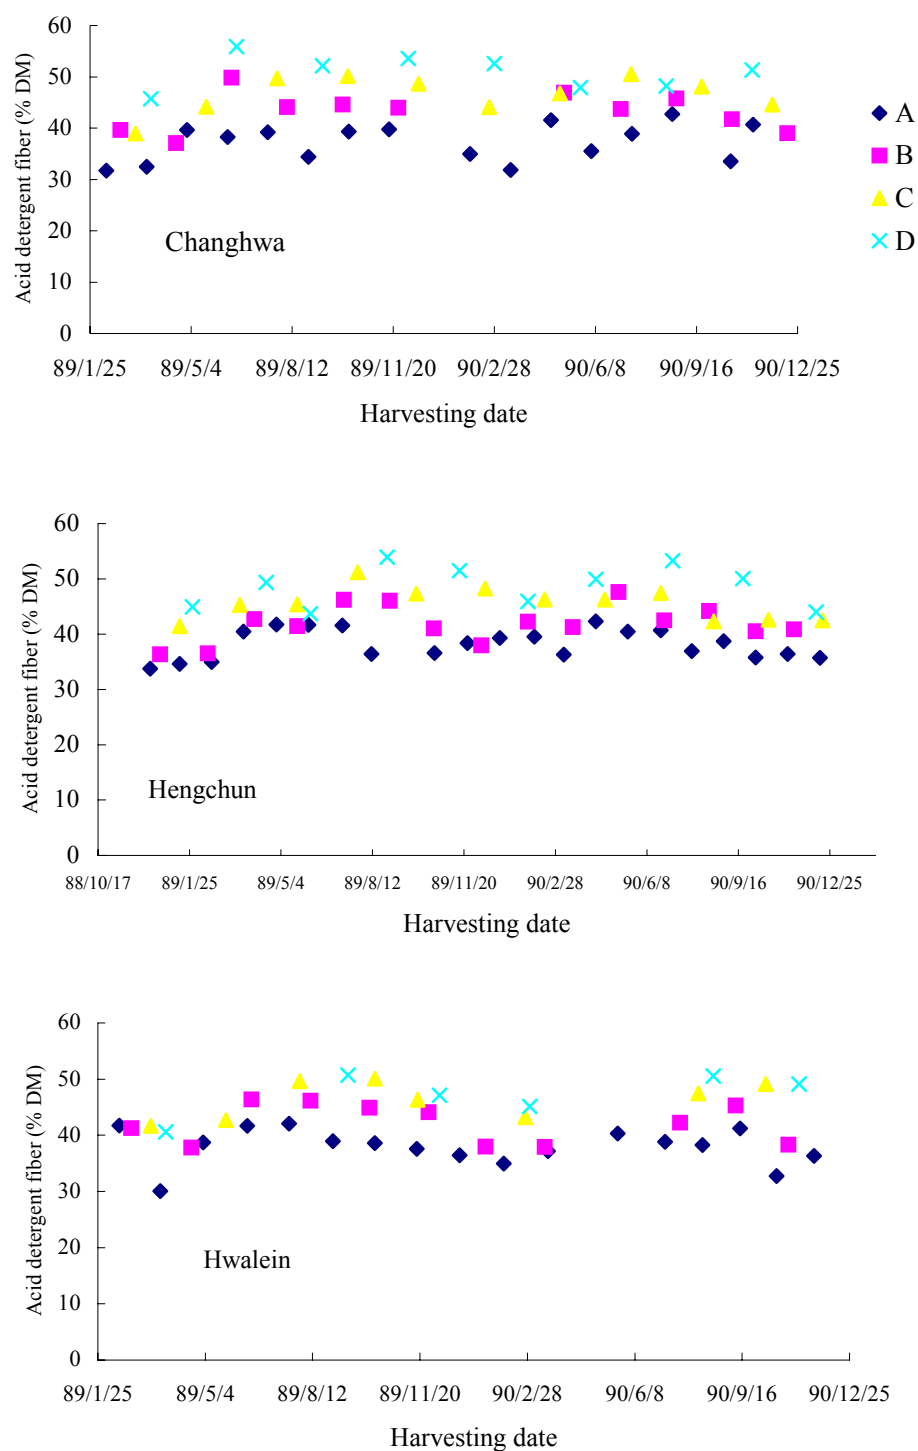 60
50
40
30
20
10
0
Acid detergent fiber (% DM)
Changhwa
A
B
C
D
89/1/25 89/5/4 89/8/12 89/11/20 90/2/28 90/6/8 90/9/16 90/12/25
Harvesting date
60
50
40
30
20
10
0
Acid detergent fiber (% DM)
Hengchun
88/10/17 89/1/25 89/5/4 89/8/12 89/11/20 90/2/28 90/6/8 90/9/16 90/12/25
Harvesting date
60
50
40
30
20
10
0
Acid detergent fiber (% DM)
Hwalein
89/1/25 89/5/4 89/8/12 89/11/20 90/2/28 90/6/8 90/9/16 90/12/25
Harvesting date